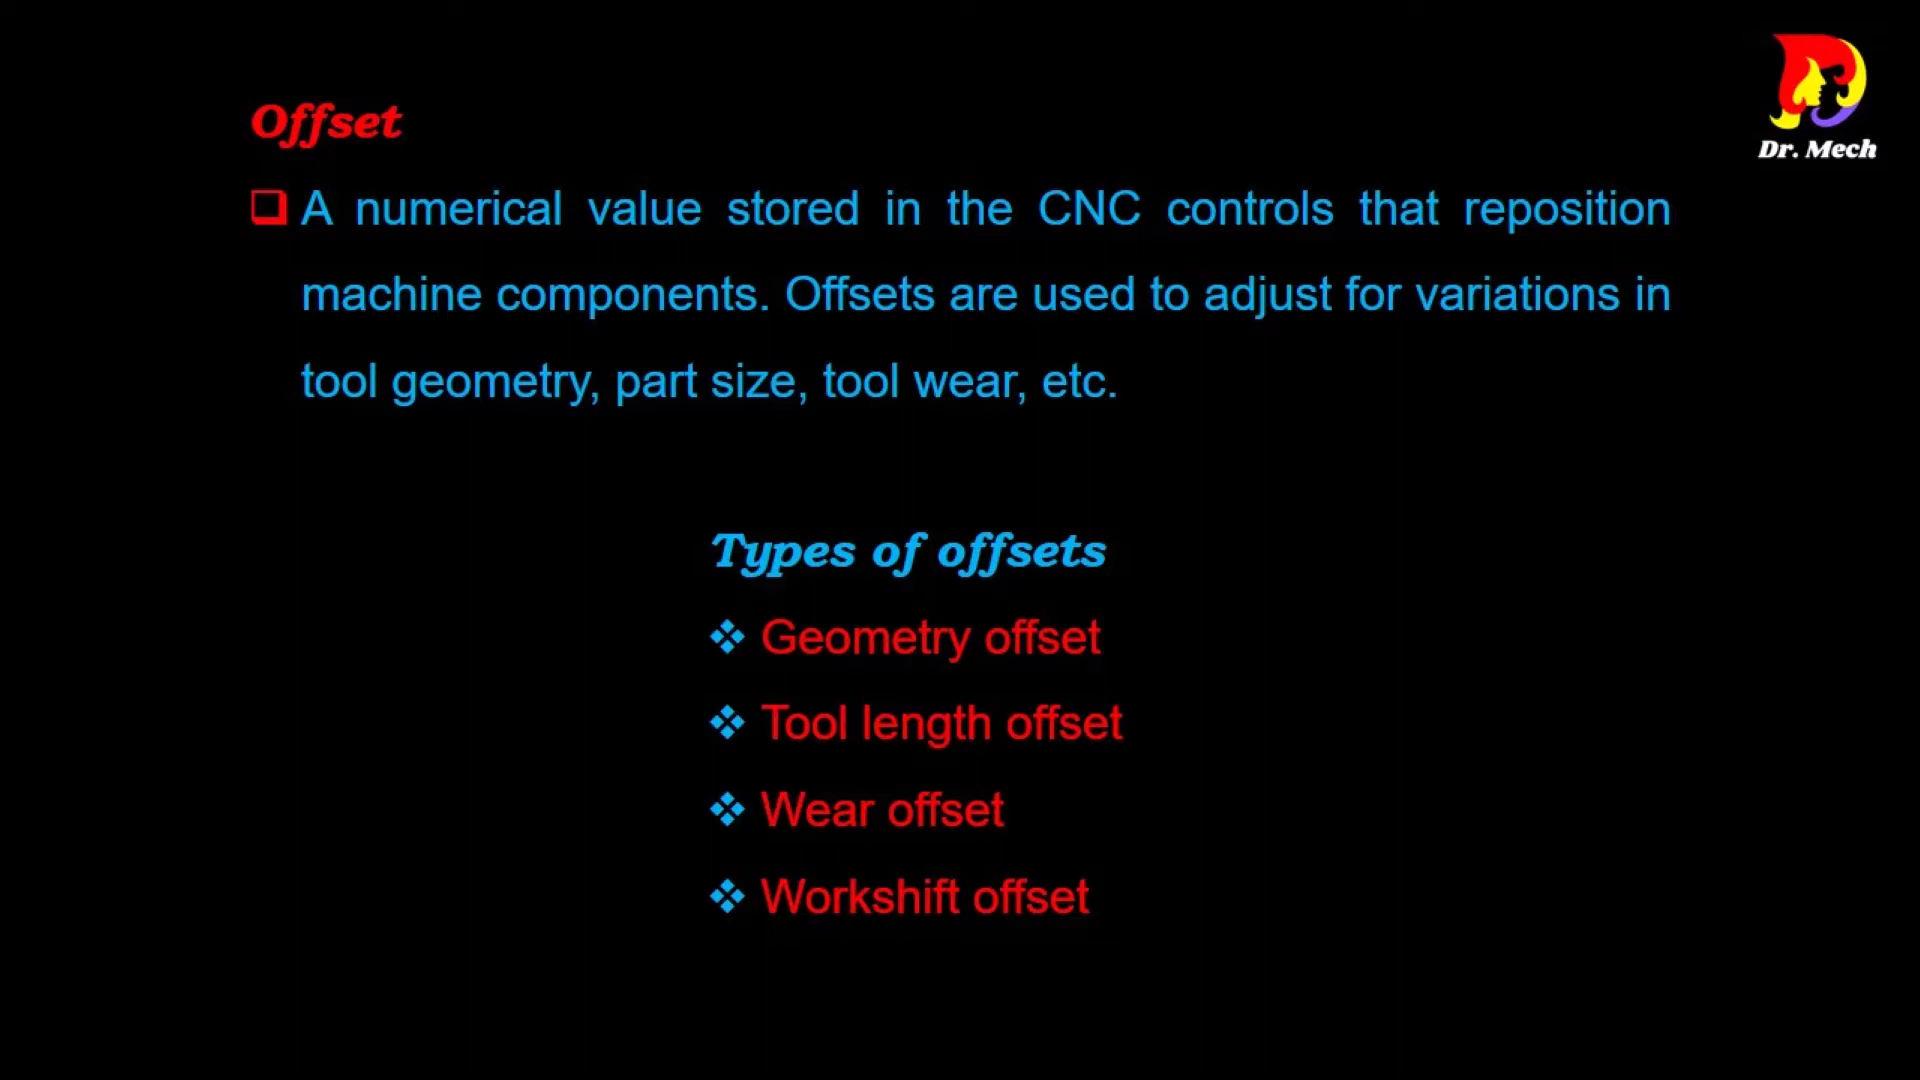 Dr. Mech
Offset
A numerical value stored in the CNC controls that reposition
machine components. Offsets are used to adjust for variations in
tool geometry, part size, tool wear, etc.
Types of offsets
Geometry offset
Tool length offset
Wear offset
Workshift offset